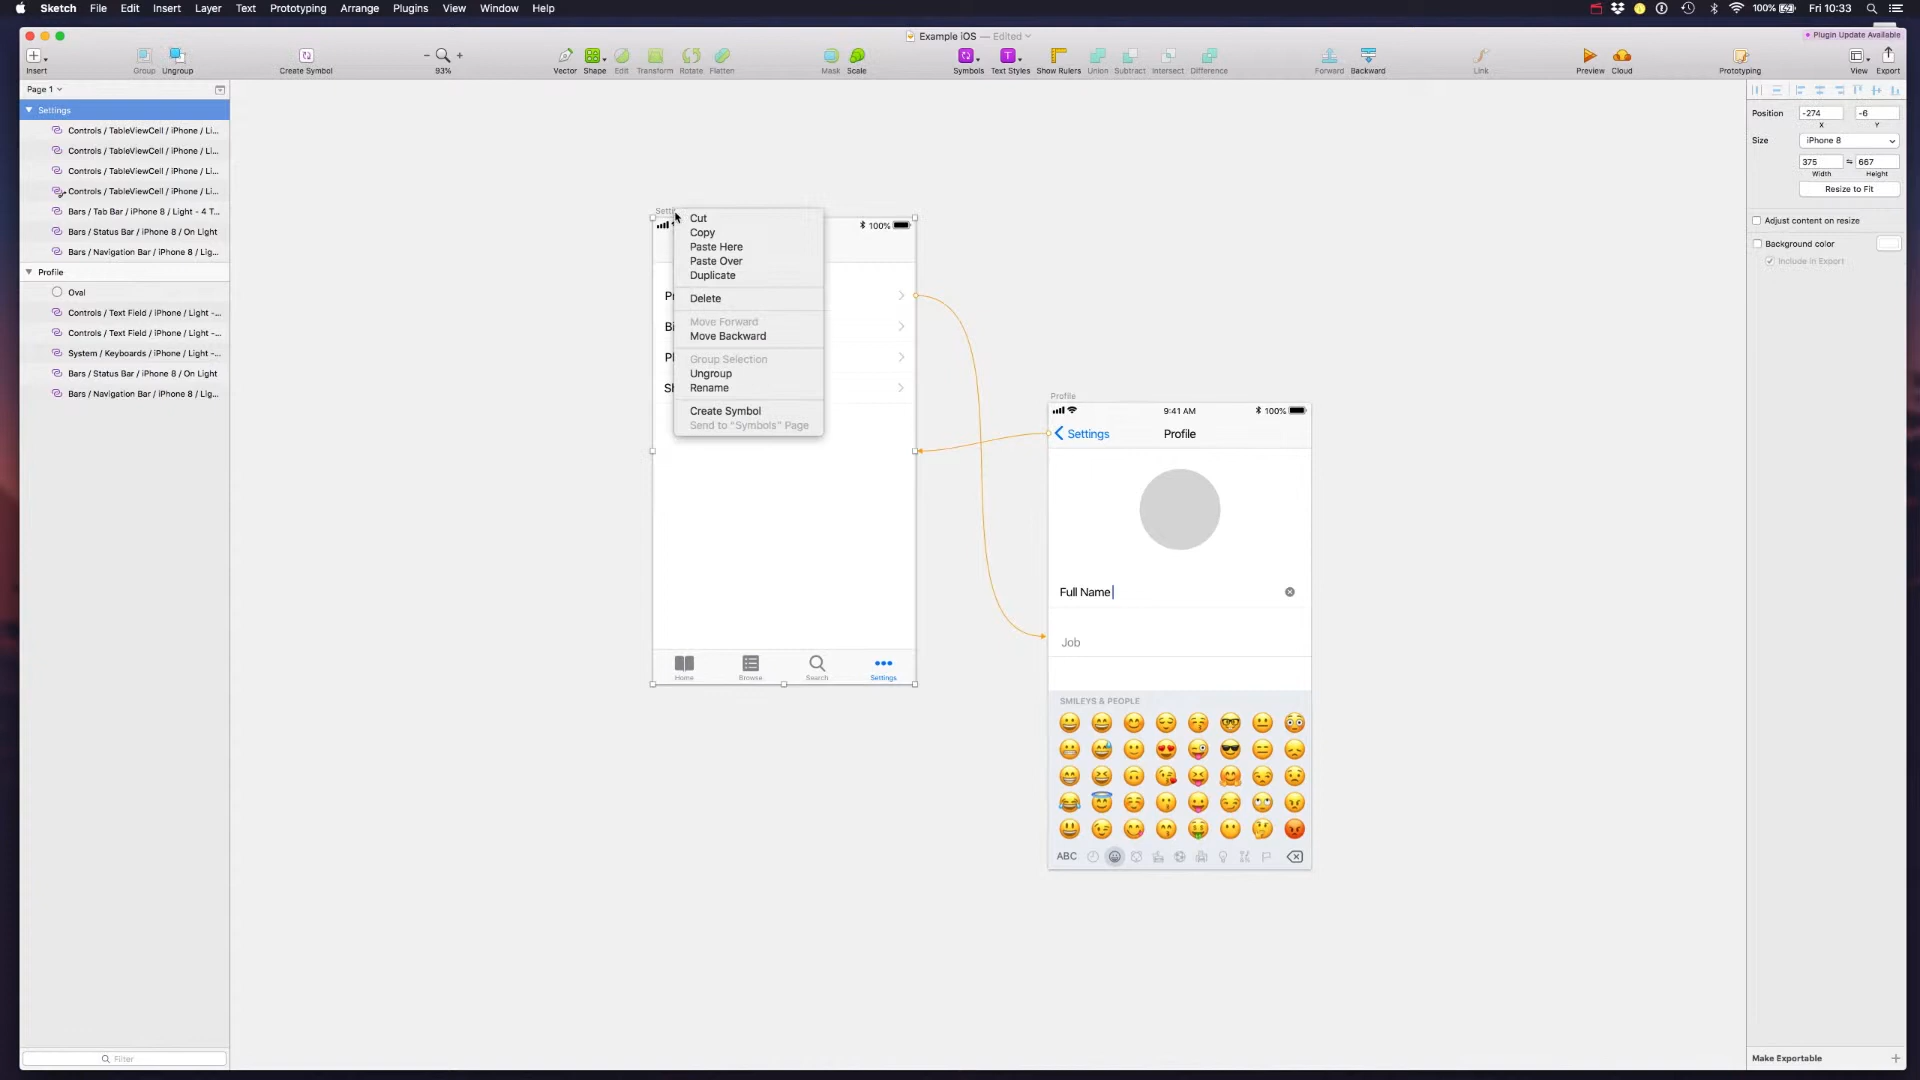 Sketch File Edit Insert Layer Text Prototyping Arrange Plugins View Window Help
100% Fri 10:33
Example iOS — Edited
Plugin Update Available
Insert Group Ungroup Create Symbol 93% Vector Shape Edit Transform Rotate Flatten Mask Scale Symbols Text Styles Show Rulers Union Subtract Intersect Difference Forward Backward Link Preview Cloud Prototyping View Export
Page 1
Settings
Controls / TableViewCell / iPhone / Li...
Controls / TableViewCell / iPhone / Li...
Controls / TableViewCell / iPhone / Li...
Controls / TableViewCell / iPhone / Li...
Bars / Tab Bar / iPhone 8 / Light - 4 T...
Bars / Status Bar / iPhone 8 / On Light
Bars / Navigation Bar / iPhone 8 / Lig...
Profile
Oval
Controls / Text Field / iPhone / Light -...
Controls / Text Field / iPhone / Light -...
System / Keyboards / iPhone / Light -...
Bars / Status Bar / iPhone 8 / On Light
Bars / Navigation Bar / iPhone 8 / Lig...
Filter
100%
Cut
Copy
Paste Here
Paste Over
Duplicate
Delete
Move Forward
Move Backward
Group Selection
Ungroup
Rename
Create Symbol
Send to "Symbols" Page
Home Browse Search Settings
Profile
9:41 AM 100%
Settings Profile
Full Name
Job
SMILEYS & PEOPLE
ABC
Position -274 -6
X Y
Size iPhone 8
375 667
Width Height
Resize to Fit
Adjust content on resize
Background color
Include in Export
Make Exportable